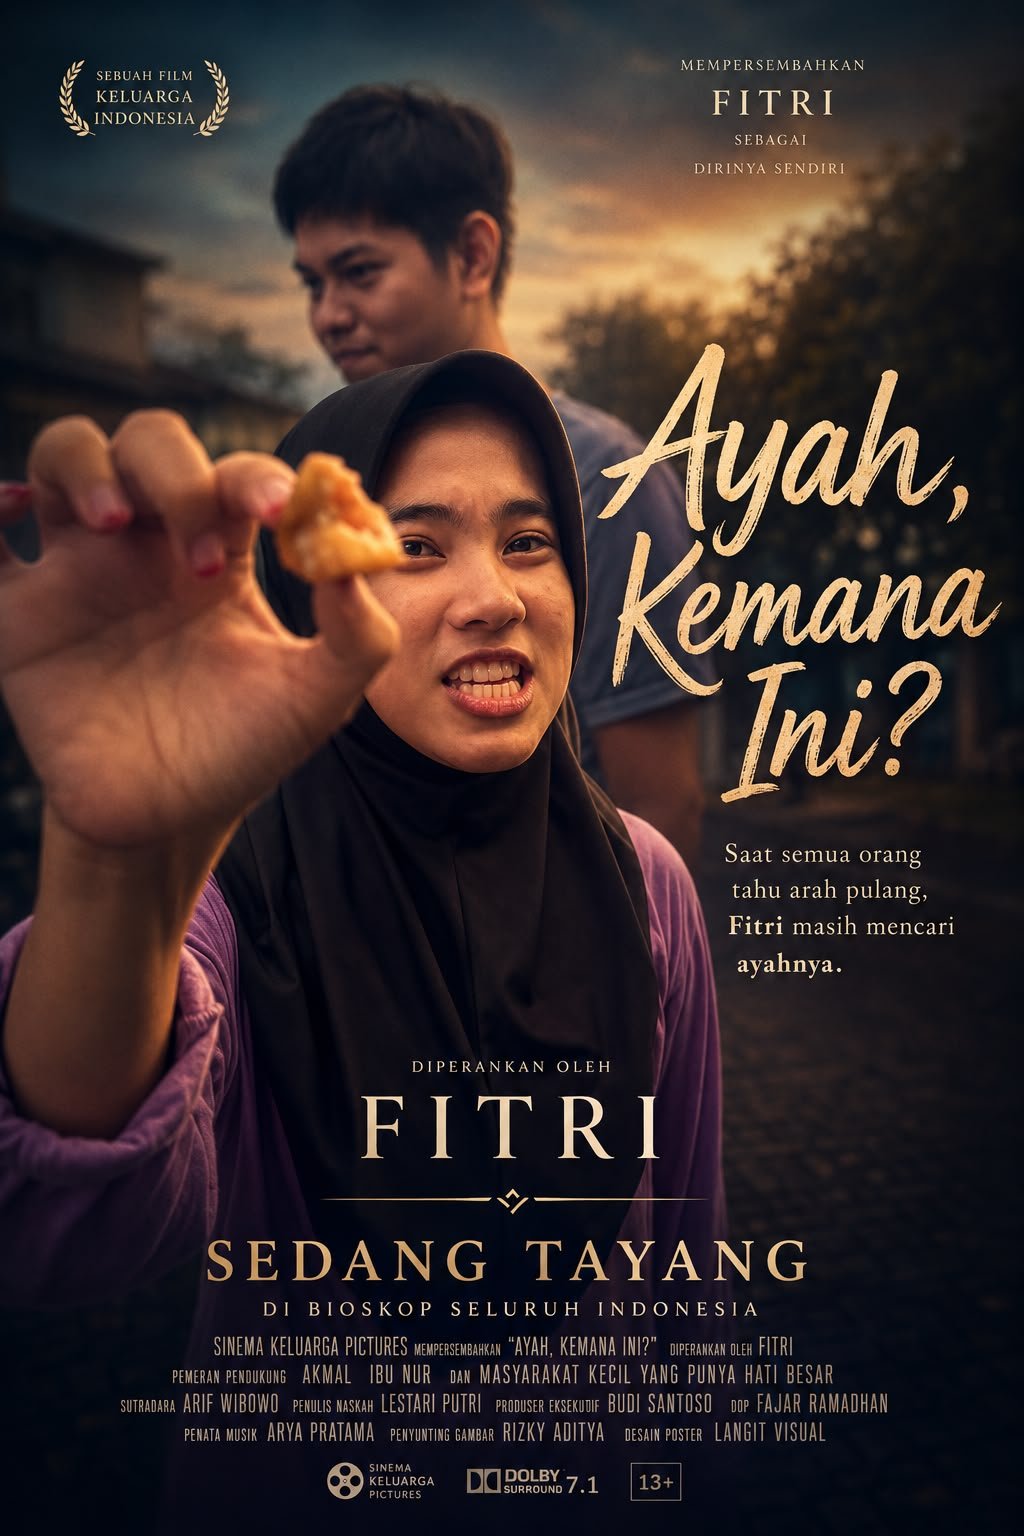 SEBUAH FILM
KELUARGA
INDONESIA
MEMPERSEMBAHKAN
FITRI
SEBAGAI
DIRINYA SENDIRI
Ayah,
Kemana
Ini?
Saat semua orang
tahu arah pulang,
Fitri masih mencari
ayahnya.
DIPERANKAN OLEH
FITRI
SEDANG TAYANG
DI BIOSKOP SELURUH INDONESIA
SINEMA KELUARGA PICTURES MEMPERSEMBAHKAN "AYAH, KEMANA INI?" DIPERANKAN OLEH FITRI
PEMERAN PENDUKUNG AKMAL IBU NUR DAN MASYARAKAT KECIL YANG PUNYA HATI BESAR
SUTRADARA ARIF WIBOWO PENULIS NASKAH LESTARI PUTRI PRODUSER EKSEKUTIF BUDI SANTOSO DOP FAJAR RAMADHAN
PENATA MUSIK ARYA PRATAMA PENYUNTING GAMBAR RIZKY ADITYA DESAIN POSTER LANGIT VISUAL
SINEMA
KELUARGA
PICTURES
DOLBY
SURROUND 7.1
13+